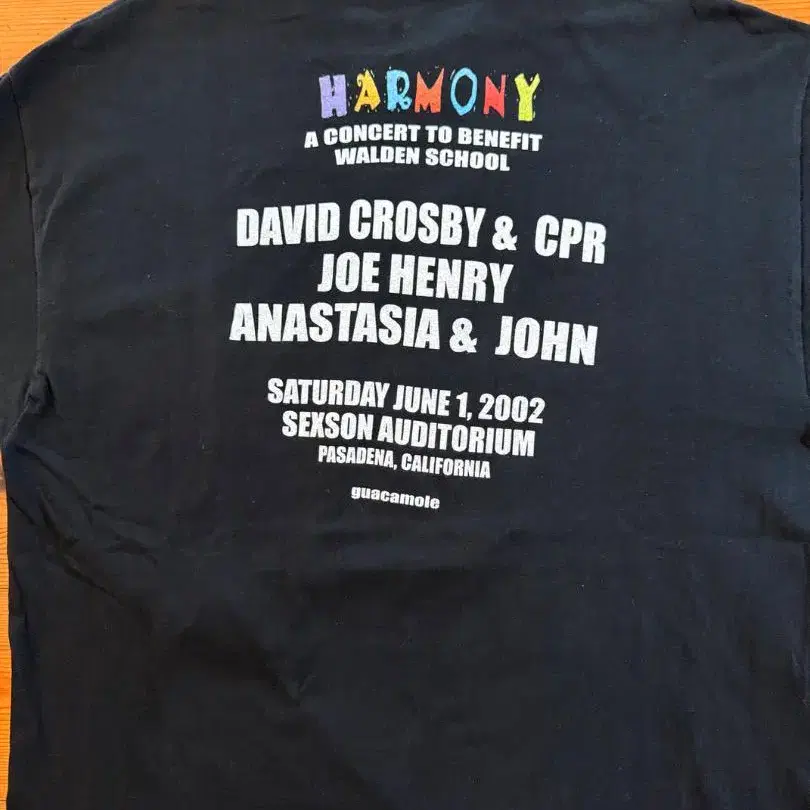 HARMONY
A CONCERT TO BENEFIT
WALDEN SCHOOL
DAVID CROSBY & CPR
JOE HENRY
ANASTASIA & JOHN
SATURDAY JUNE 1, 2002
SEXSON AUDITORIUM
PASADENA, CALIFORNIA
guacamole